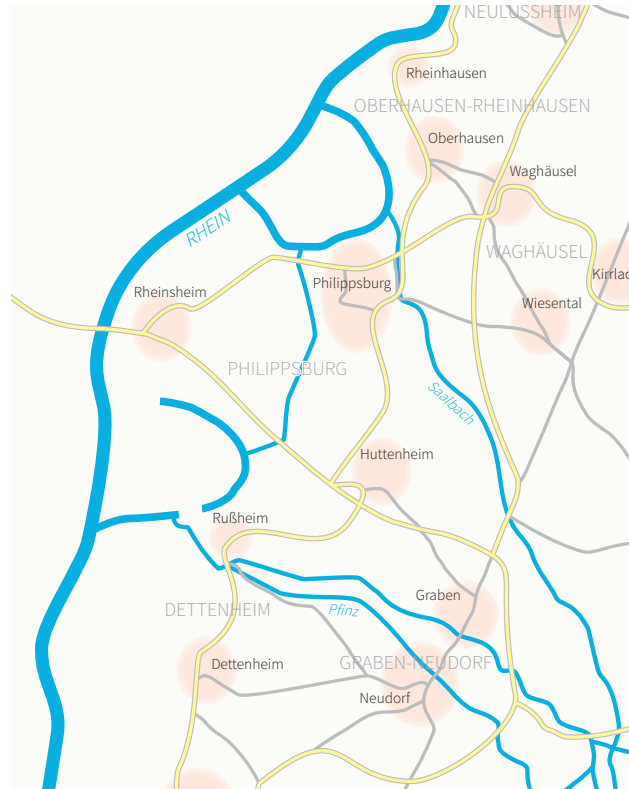 NEULUSSHEIM
Rheinhausen
OBERHAUSEN-RHEINHAUSEN
Oberhausen
Waghäusel
RHEIN
WAGHÄUSEL
Kirrlac
Philippsburg
Rheinsheim
Wiesental
PHILIPPSBURG
Saalbach
Huttenheim
Rußheim
Graben
DETTENHEIM
Pfinz
Dettenheim
GRABEN-NEUDORF
Neudorf